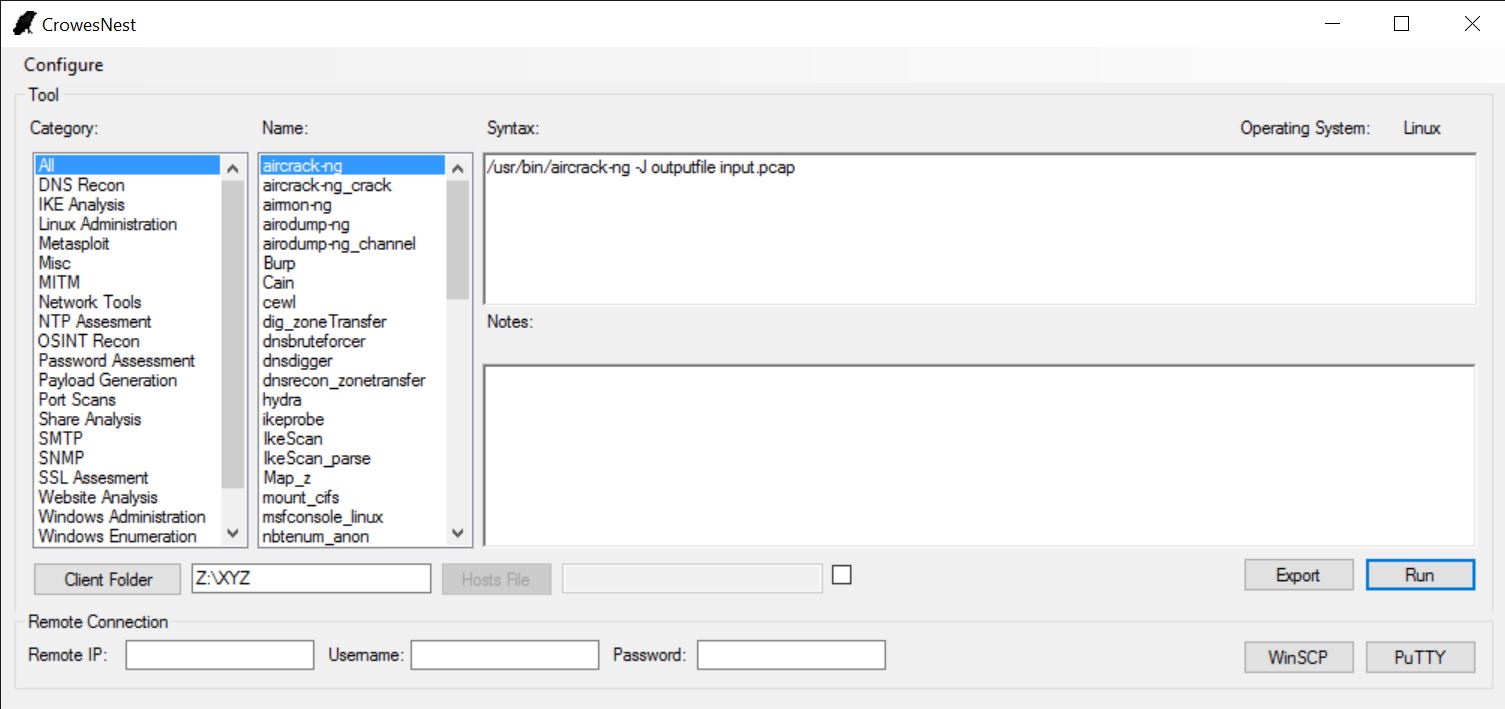 CrowesNest
Configure
Tool
Category:
Name:
Syntax:
Operating System:
Linux
All
DNS Recon
IKE Analysis
Linux Administration
Metasploit
Misc
MITM
Network Tools
NTP Assesment
OSINT Recon
Password Assessment
Payload Generation
Port Scans
Share Analysis
SMTP
SNMP
SSL Assesment
Website Analysis
Windows Administration
Windows Enumeration
aircrack-ng
aircrack-ng_crack
airmon-ng
airodump-ng
airodump-ng_channel
Burp
Cain
cewl
dig_zoneTransfer
dnsbruteforcer
dnsdigger
dnsrecon_zonetransfer
hydra
ikeprobe
IkeScan
IkeScan_parse
Map_z
mount_cifs
msfconsole_linux
nbtenum_anon
/usr/bin/aircrack-ng -J outputfile input.pcap
Notes:
Client Folder
Z:\XYZ
Hosts File
Export
Run
Remote Connection
Remote IP:
Username:
Password:
WinSCP
PuTTY